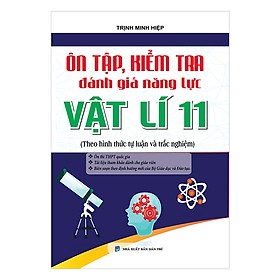 TRỊNH MINH HIỆP
ÔN TẬP, KIỂM TRA
đánh giá năng lực
VẬT LÍ 11
(Theo hình thức tự luận và trắc nghiệm)
Ôn thi THPT quốc gia
Tài liệu tham khảo dành cho giáo viên
Biên soạn theo định hướng mới của Bộ Giáo dục và Đào tạo.
NHÀ XUẤT BẢN DÂN TRÍ